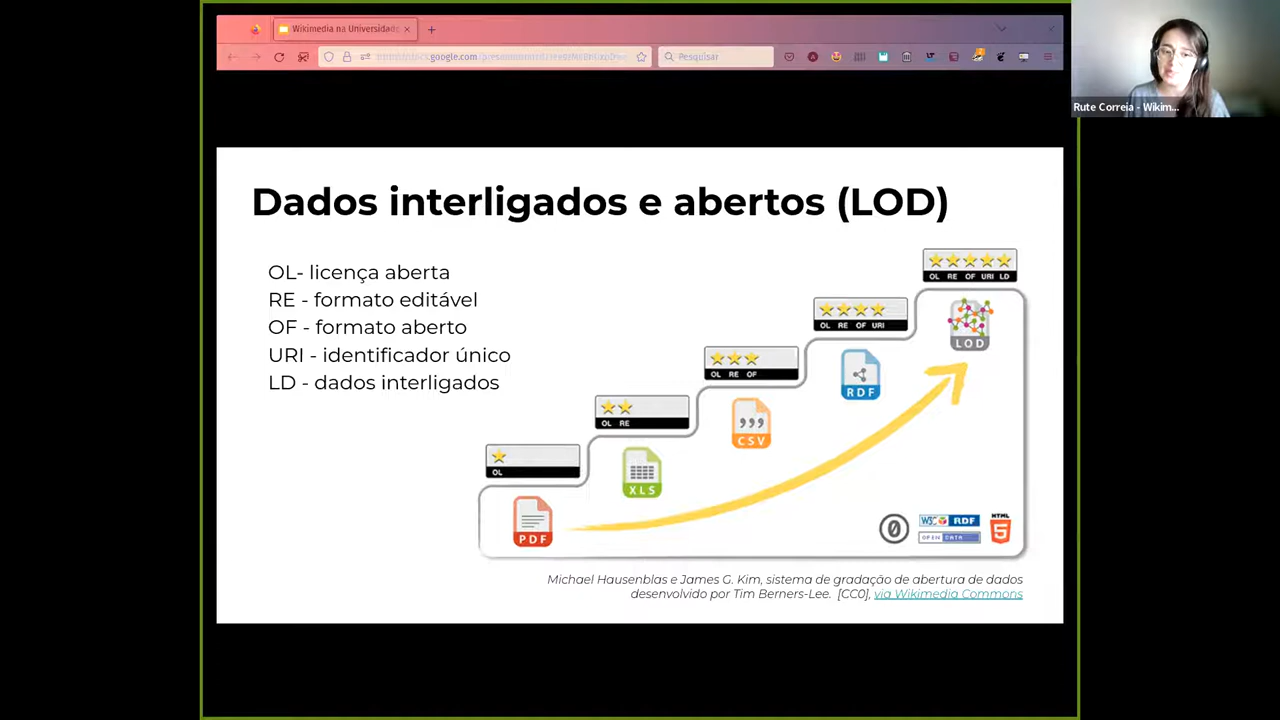 Wikimedia na Universidade
Pesquisar
Rute Correia - Wikim...
Dados interligados e abertos (LOD)
OL- licença aberta
RE - formato editável
OF - formato aberto
URI - identificador único
LD - dados interligados
OL RE OF URI LD
LOD
OL RE OF URI
RDF
OL RE OF
CSV
OL RE
XLS
OL
PDF
W3C RDF
OPEN DATA
HTML
5
Michael Hausenblas e James G. Kim, sistema de gradação de abertura de dados
desenvolvido por Tim Berners-Lee. [CC0], via Wikimedia Commons